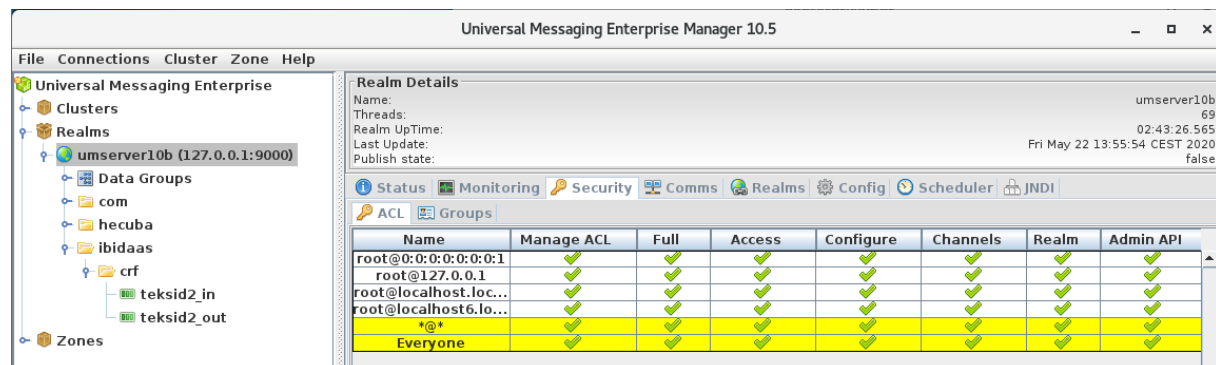 Universal Messaging Enterprise Manager 10.5
File Connections Cluster Zone Help
Universal Messaging Enterprise
Clusters
Realms
umserver10b (127.0.0.1:9000)
Data Groups
com
hecuba
ibidaas
crf
teksid2_in
teksid2_out
Zones
Realm Details
Name: umserver10b
Threads: 69
Realm UpTime: 02:43:26.565
Last Update: Fri May 22 13:55:54 CEST 2020
Publish state: false
Status Monitoring Security Comms Realms Config Scheduler JNDI
ACL Groups
Name Manage ACL Full Access Configure Channels Realm Admin API
root@0:0:0:0:0:0:0:1
root@127.0.0.1
root@localhost.loc...
root@localhost6.lo...
*@*
Everyone